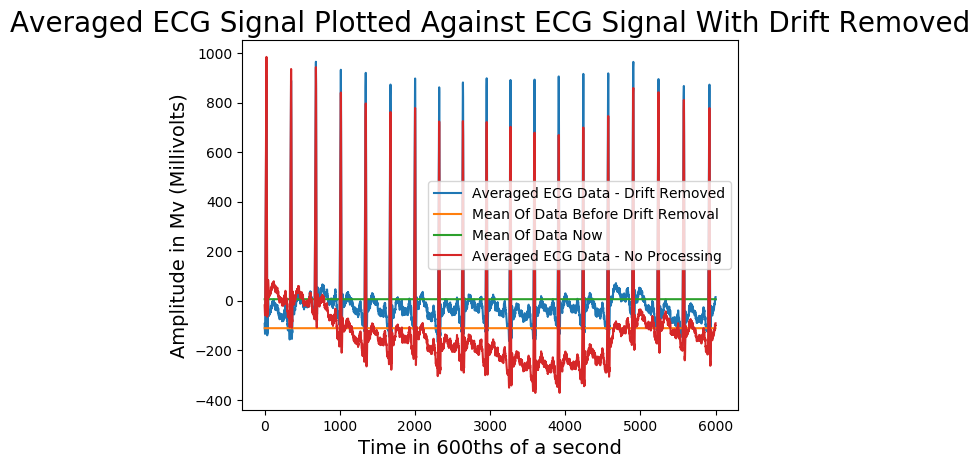 Averaged ECG Signal Plotted Against ECG Signal With Drift Removed
Amplitude in Mv (Millivolts)
1000
800
600
400
200
0
−200
−400
Averaged ECG Data - Drift Removed
Mean Of Data Before Drift Removal
Mean Of Data Now
Averaged ECG Data - No Processing
0 1000 2000 3000 4000 5000 6000
Time in 600ths of a second